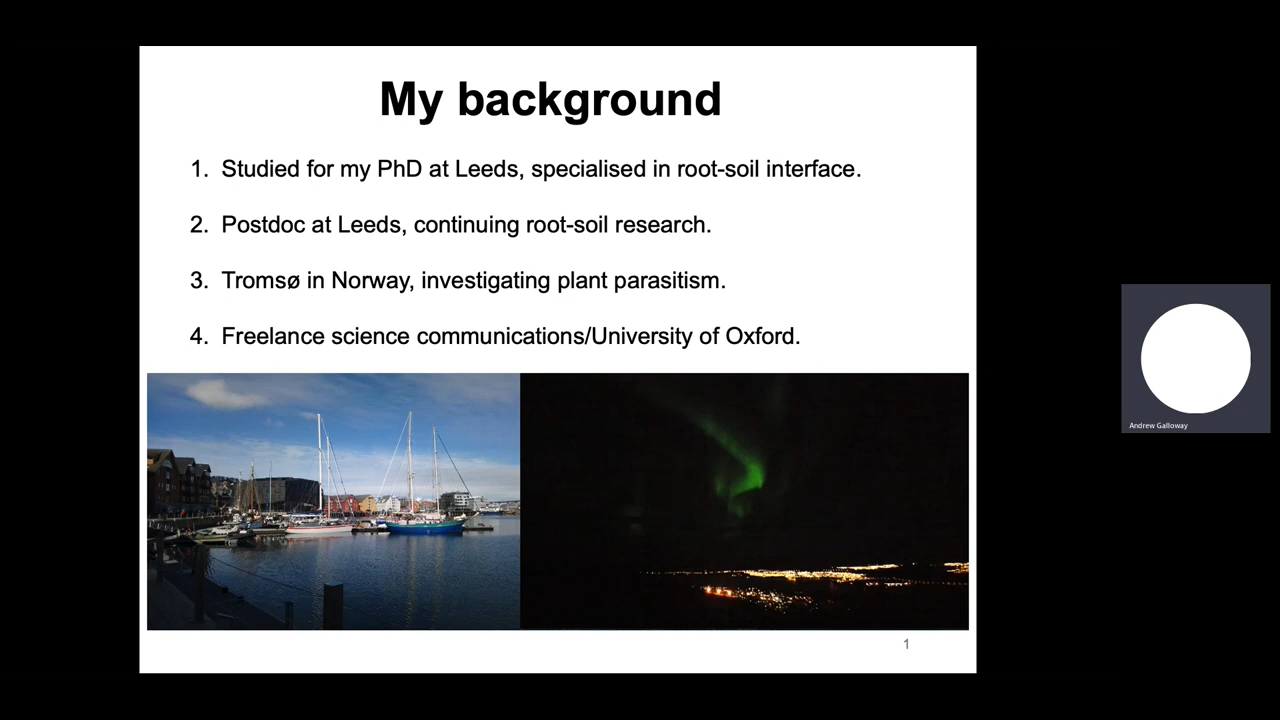 My background
1. Studied for my PhD at Leeds, specialised in root-soil interface.
2. Postdoc at Leeds, continuing root-soil research.
3. Tromsø in Norway, investigating plant parasitism.
4. Freelance science communications/University of Oxford.
Andrew Galloway
1